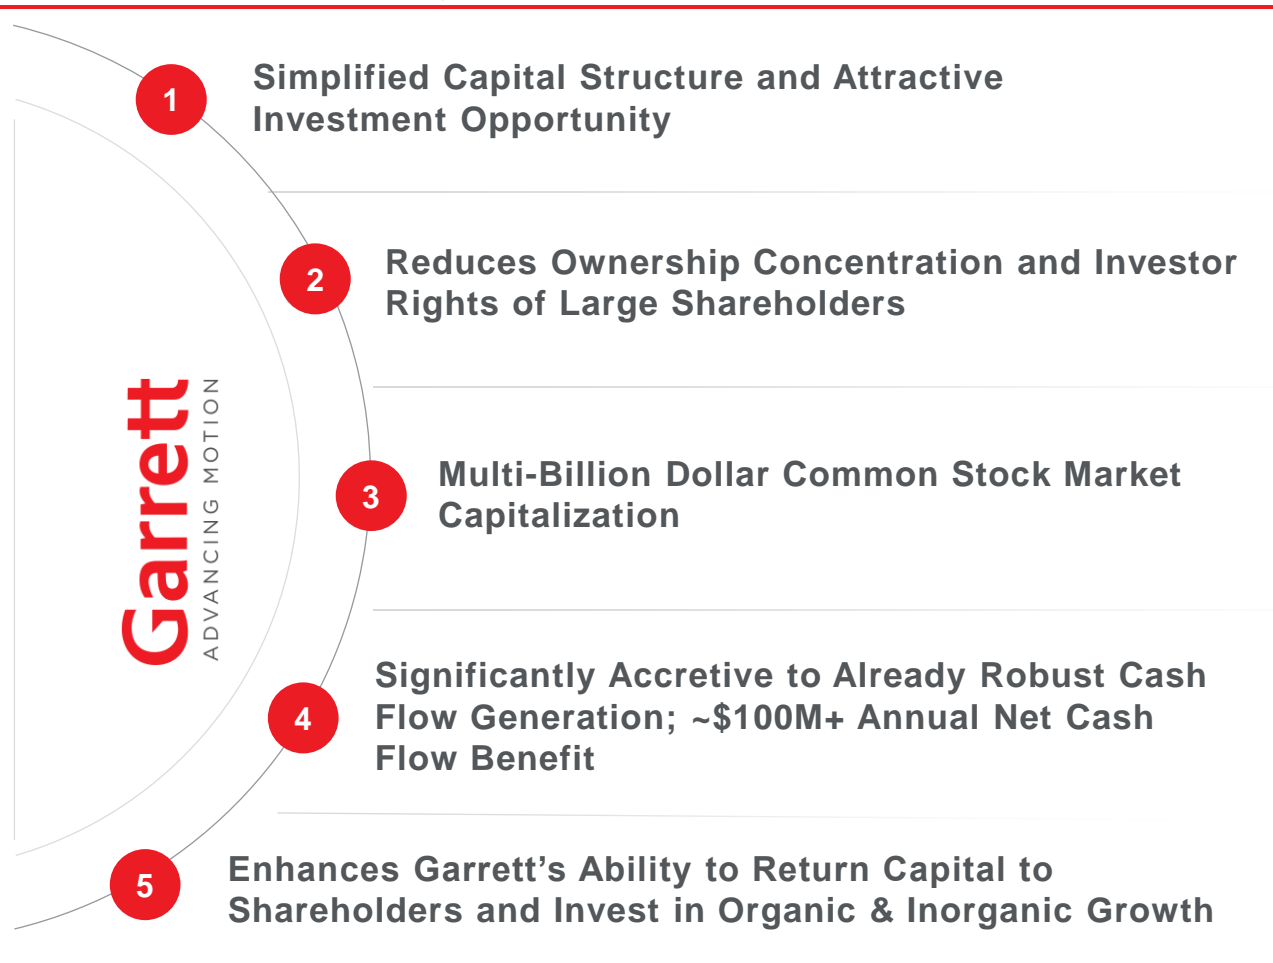 1
Simplified Capital Structure and Attractive
Investment Opportunity
2
Reduces Ownership Concentration and Investor
Rights of Large Shareholders
Garrett
ADVANCING MOTION
3
Multi-Billion Dollar Common Stock Market
Capitalization
4
Significantly Accretive to Already Robust Cash
Flow Generation; ~$100M+ Annual Net Cash
Flow Benefit
5
Enhances Garrett’s Ability to Return Capital to
Shareholders and Invest in Organic & Inorganic Growth